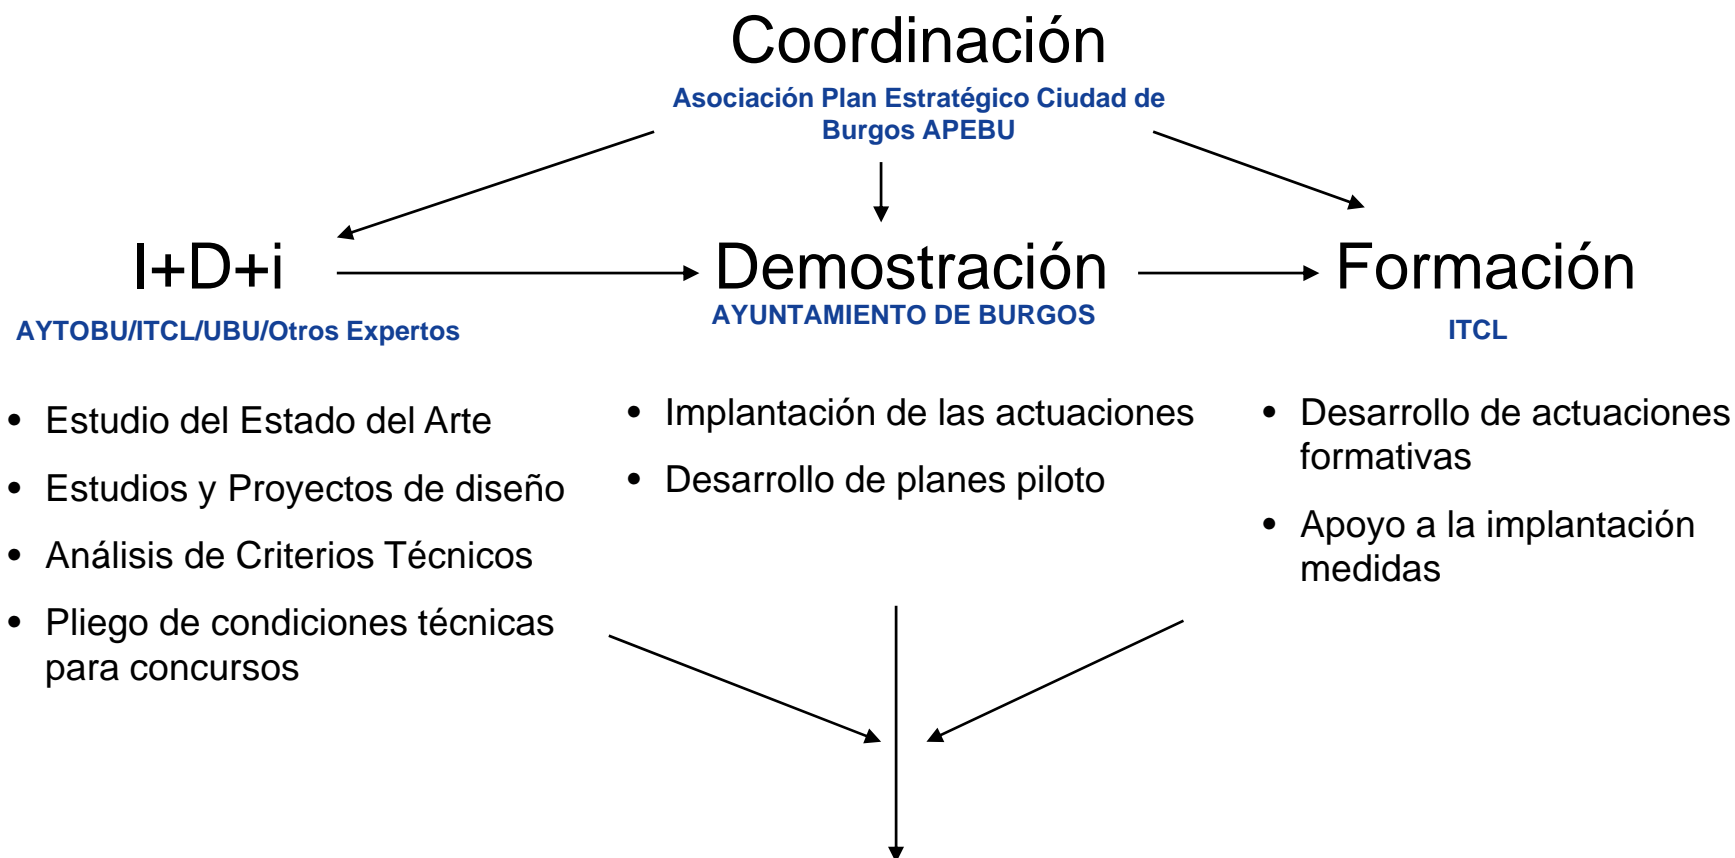 Coordinación
Asociación Plan Estratégico Ciudad de
Burgos APEBU
I+D+i
AYTOBU/ITCL/UBU/Otros Expertos
• Estudio del Estado del Arte
• Estudios y Proyectos de diseño
• Análisis de Criterios Técnicos
• Pliego de condiciones técnicas
para concursos
Demostración
AYUNTAMIENTO DE BURGOS
• Implantación de las actuaciones
• Desarrollo de planes piloto
Formación
ITCL
• Desarrollo de actuaciones
formativas
• Apoyo a la implantación
medidas